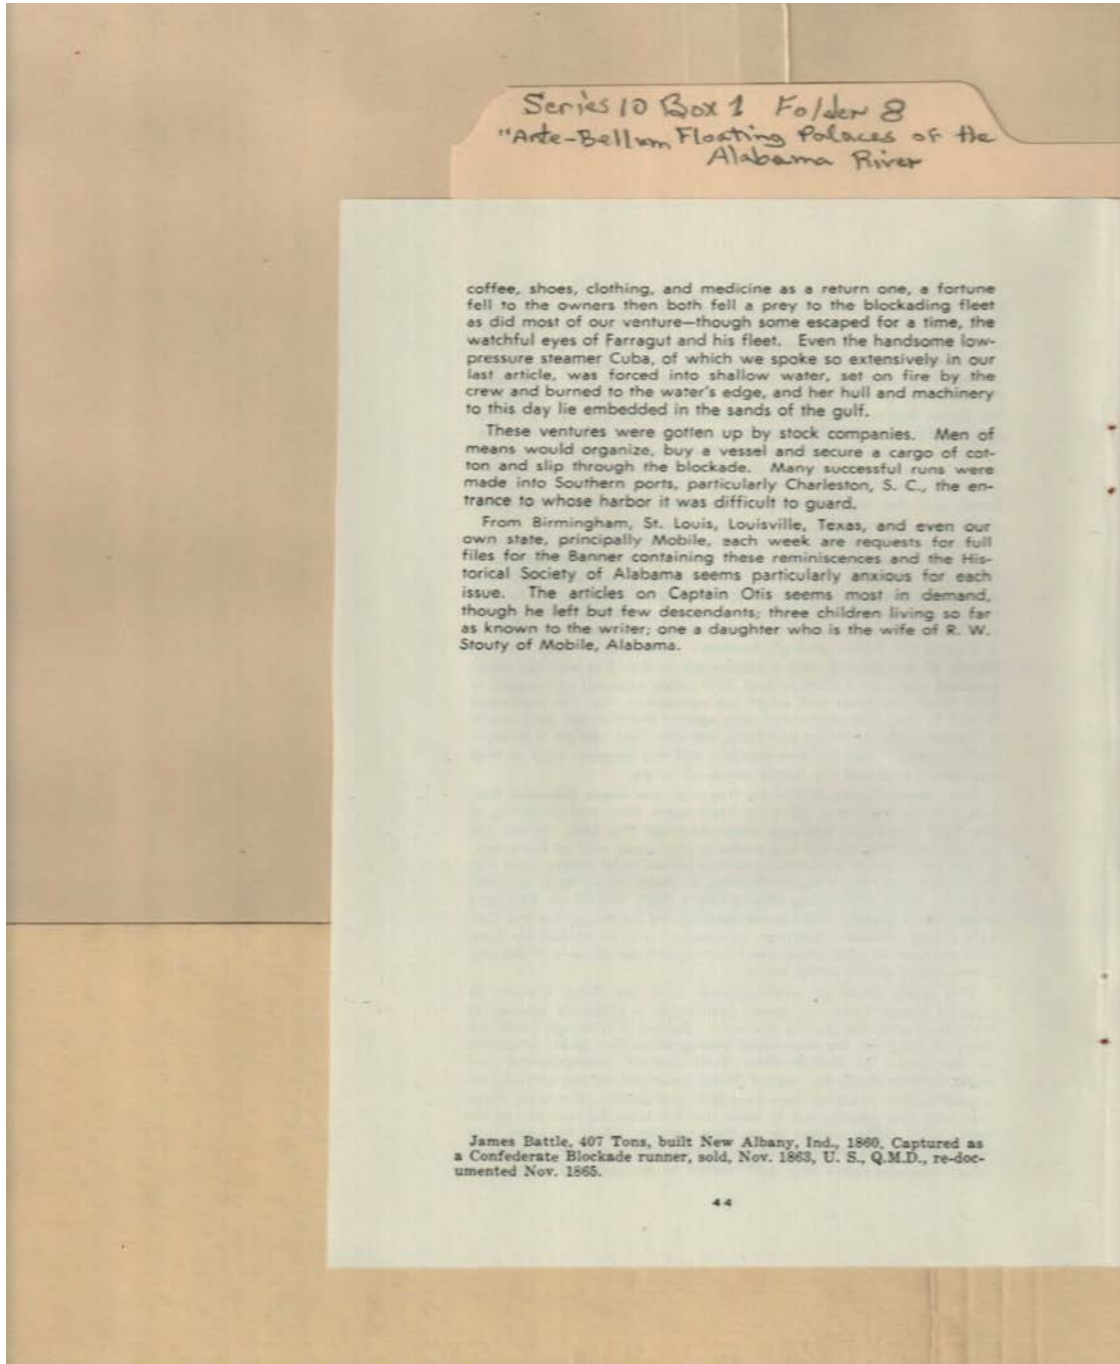 Series 10 Box 1 Folder 8
"Ante-Bellum Floating Palaces of the
Alabama River
coffee, shoes, clothing, and medicine as a return one, a fortune
fell to the owners then both fell a prey to the blockading fleet
as did most of our venture—though some escaped for a time, the
watchful eyes of Farragut and his fleet. Even the handsome low-
pressure steamer Cuba, of which we spoke so extensively in our
last article, was forced into shallow water, set on fire by the
crew and burned to the water's edge, and her hull and machinery
to this day lie embedded in the sands of the gulf.
These ventures were gotten up by stock companies. Men of
means would organize, buy a vessel and secure a cargo of cot-
ton and slip through the blockade. Many successful runs were
made into Southern ports, particularly Charleston, S. C., the en-
trance to whose harbor it was difficult to guard.
From Birmingham, St. Louis, Louisville, Texas, and even our
own state, principally Mobile, each week are requests for full
files for the Banner containing these reminiscences and the His-
torical Society of Alabama seems particularly anxious for each
issue. The articles on Captain Otis seems most in demand,
though he left but few descendants; three children living so far
as known to the writer; one a daughter who is the wife of R. W.
Stouty of Mobile, Alabama.
James Battle, 407 Tons, built New Albany, Ind., 1860, Captured as
a Confederate Blockade runner, sold, Nov. 1863, U. S., Q.M.D., re-doc-
umented Nov. 1865.
44